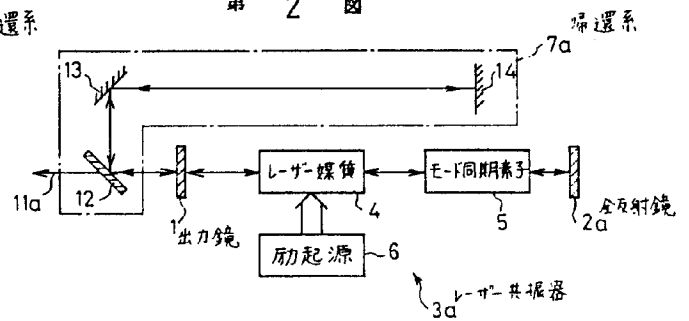 第 2 図
還系
帰還系
7a
13
14
11a
12
1
出力鏡
レーザー媒質
4
モード同期素子
5
2a
全反射鏡
励起源
6
3a
レーザー共振器